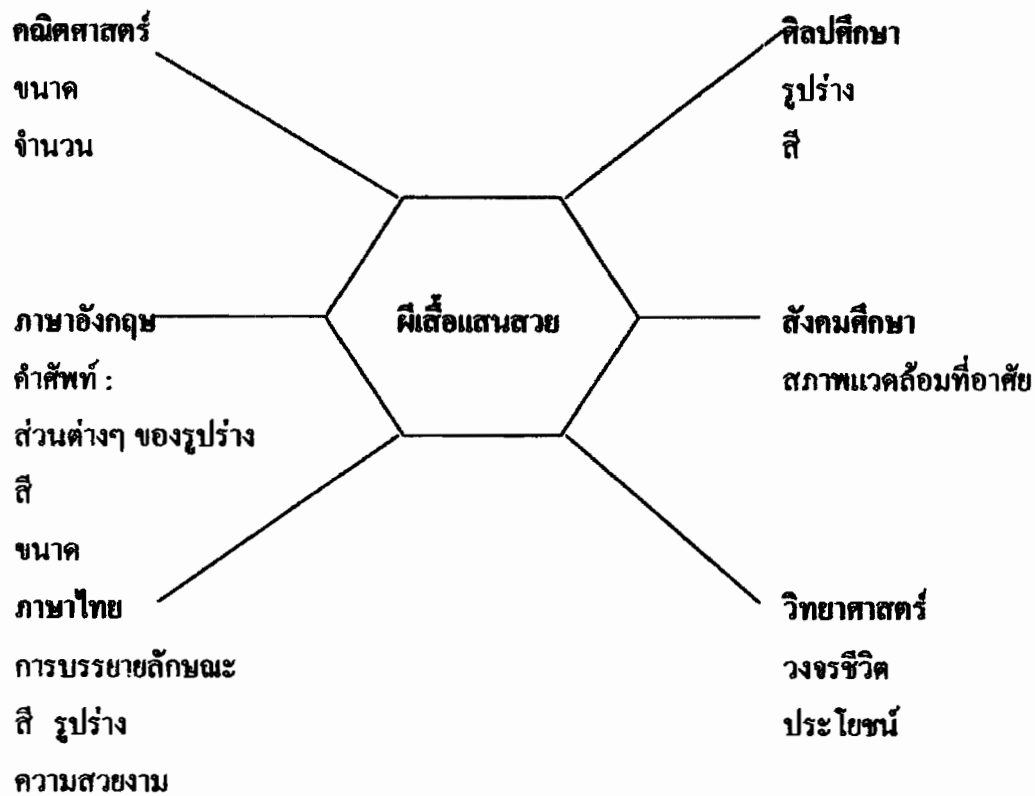 คณิตศาสตร์
ขนาด
จำนวน
ศิลปศึกษา
รูปร่าง
สี
ภาษาอังกฤษ
คำศัพท์ :
ส่วนต่างๆ ของรูปร่าง
สี
ขนาด
ผีเสื้อแสนสวย
สังคมศึกษา
สภาพแวดล้อมที่อาศัย
ภาษาไทย
การบรรยายลักษณะ
สี รูปร่าง
ความสวยงาม
วิทยาศาสตร์
วงจรชีวิต
ประโยชน์